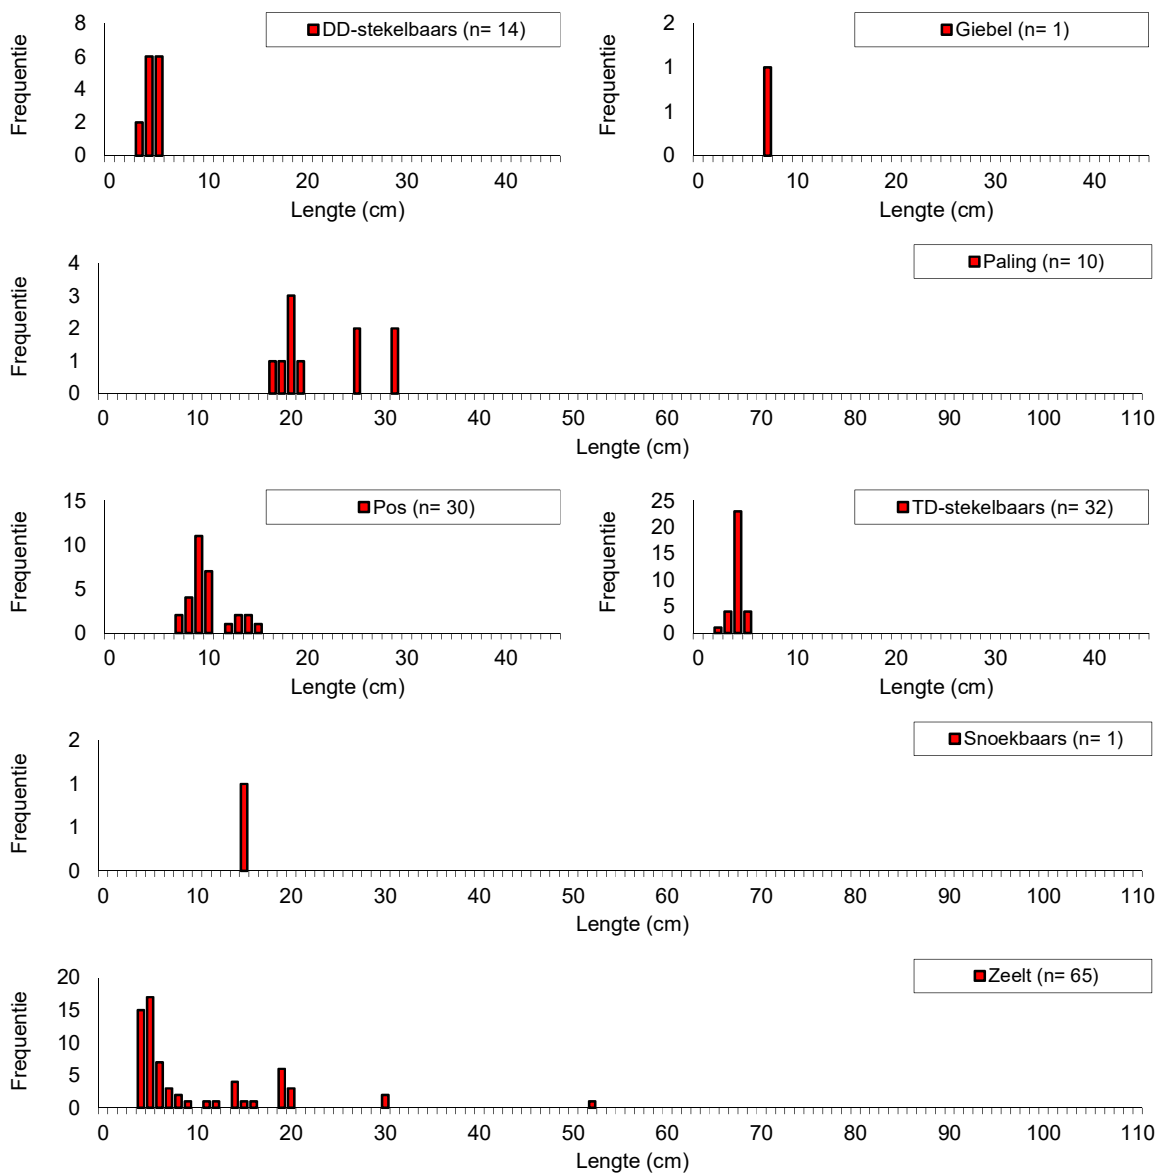 DD-stekelbaars (n= 14)
Frequentie
8
6
4
2
0
0 10 20 30 40
Lengte (cm)
Giebel (n= 1)
Frequentie
2
1
1
0
0 10 20 30 40
Lengte (cm)
Paling (n= 10)
Frequentie
4
3
2
1
0
0 10 20 30 40 50 60 70 80 90 100 110
Lengte (cm)
Pos (n= 30)
Frequentie
15
10
5
0
0 10 20 30 40
Lengte (cm)
TD-stekelbaars (n= 32)
Frequentie
25
20
15
10
5
0
0 10 20 30 40
Lengte (cm)
Snoekbaars (n= 1)
Frequentie
2
1
1
0
0 10 20 30 40 50 60 70 80 90 100 110
Lengte (cm)
Zeelt (n= 65)
Frequentie
20
15
10
5
0
0 10 20 30 40 50 60 70 80 90 100 110
Lengte (cm)